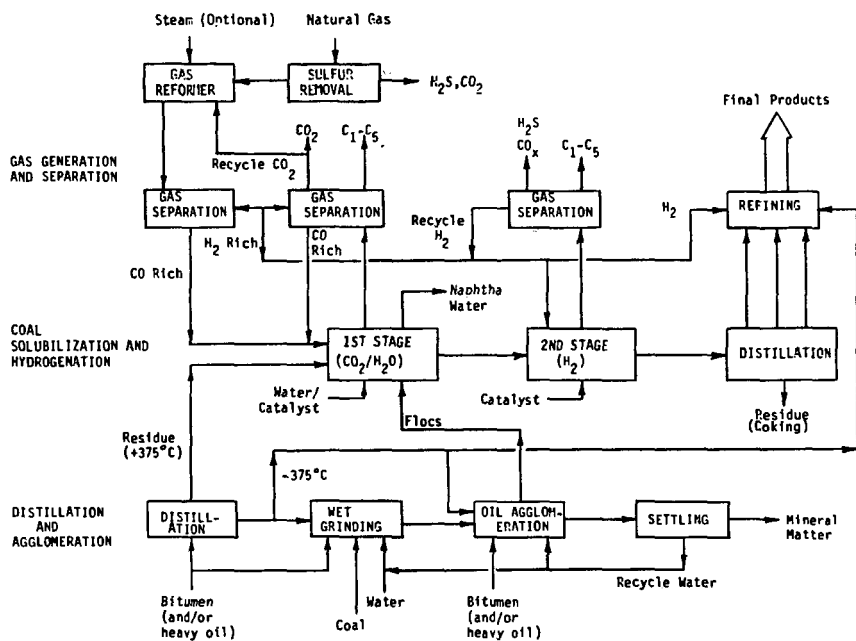 Steam (Optional)
Natural Gas
GAS
REFORMER
SULFUR
REMOVAL
H2S,CO2
Final Products
CO2
C1-C5
H2S
COx
C1-C5
GAS GENERATION
AND SEPARATION
Recycle CO2
GAS
SEPARATION
GAS
SEPARATION
GAS
SEPARATION
REFINING
H2 Rich
CO
Rich
Recycle
H2
H2
CO Rich
Naphtha
Water
COAL
SOLUBILIZATION AND
HYDROGENATION
1ST STAGE
(CO2/H2O)
2ND STAGE
(H2)
DISTILLATION
Water/
Catalyst
Catalyst
Residue
(Coking)
Residue
(+375°C)
Flocs
-375°C
DISTILLATION
AND
AGGLOMERATION
DISTILL-
ATION
WET
GRINDING
OIL AGGLOM-
ERATION
SETTLING
Mineral
Matter
Recycle Water
Bitumen
(and/or
heavy oil)
Coal
Water
Bitumen
(and/or
heavy oil)